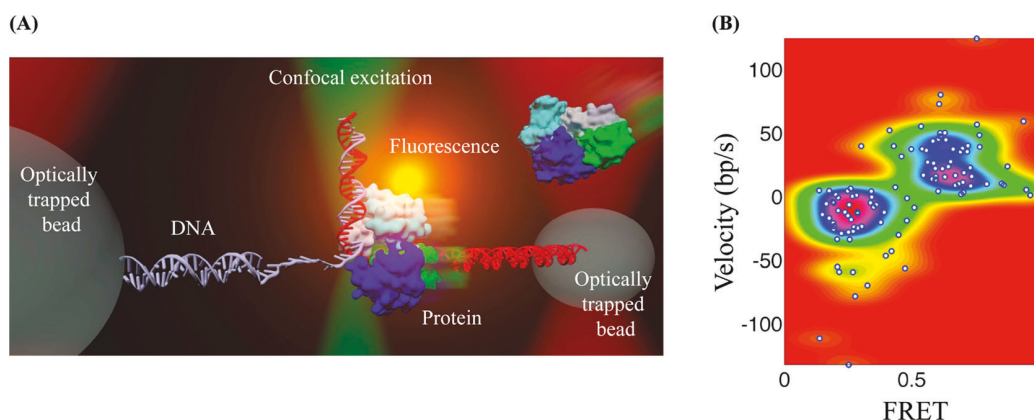 (A)
Confocal excitation
Fluorescence
Optically
trapped
bead
DNA
Protein
Optically
trapped
bead
(B)
Velocity (bp/s)
100
50
0
-50
-100
0
0.5
FRET